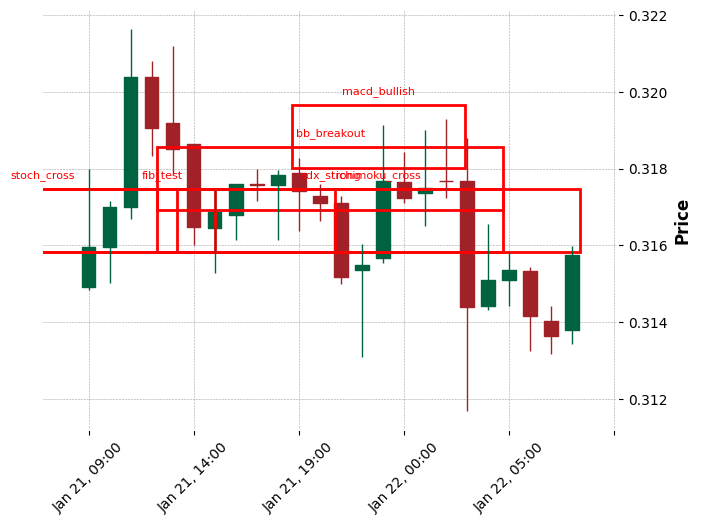 0.322
macd_bullish
0.320
bb_breakout
stoch_cross
fib_test
0.318
0.316
Price
0.314
0.312
Jan 21, 09:00
Jan 21, 14:00
Jan 21, 19:00
Jan 22, 00:00
Jan 22, 05:00